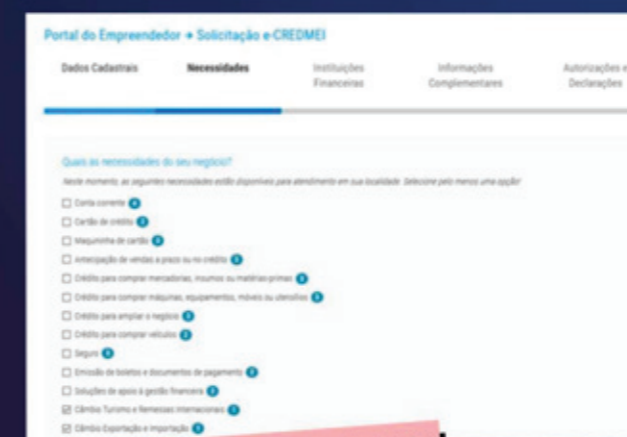 Portal do Empreendedor → Solicitação e-CREDMEI
Dados Cadastrais
Necessidades
Instituições
Financeiras
Informações
Complementares
Autorizações e
Declarações
Quais as necessidades do seu negócio?
Neste momento, as seguintes necessidades estão disponíveis para atendimento em sua localidade. Selecione pelo menos uma opção!
Conta corrente
Cartão de crédito
Maquininha de cartão
Antecipação de vendas a prazo ou no crédito
Crédito para comprar mercadorias, insumos ou matérias-primas
Crédito para comprar máquinas, equipamentos, móveis ou utensílios
Crédito para ampliar o negócio
Crédito para comprar veículos
Seguro
Emissão de boletos e documentos de pagamento
Soluções de apoio à gestão financeira
Câmbio Turismo e Remessas Internacionais
Câmbio Exportação e Importação